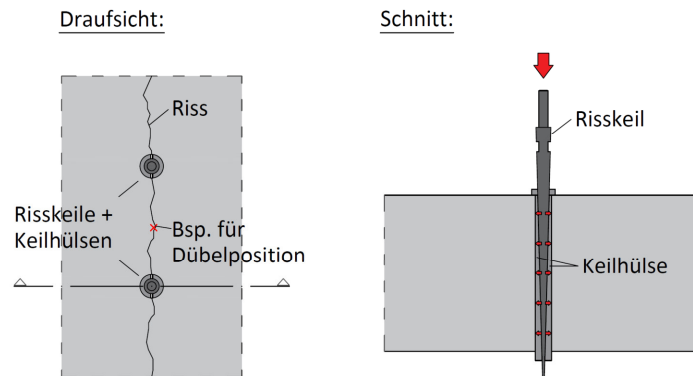 Draufsicht:
Riss
Risskeile +
Keilhülsen
Bsp. für
Dübelposition
Schnitt:
Risskeil
Keilhülse